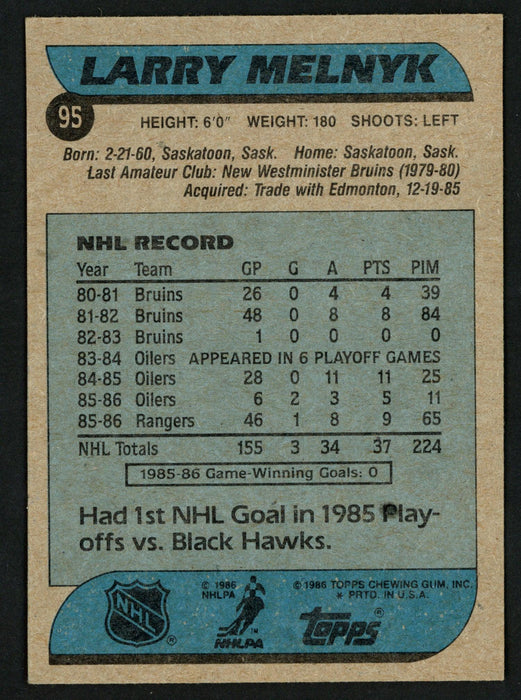 LARRY MELNYK
95
HEIGHT: 6'0" WEIGHT: 180 SHOOTS: LEFT
Born: 2-21-60, Saskatoon, Sask. Home: Saskatoon, Sask.
Last Amateur Club: New Westminister Bruins (1979-80)
Acquired: Trade with Edmonton, 12-19-85
NHL RECORD
Year Team GP G A PTS PIM
80-81 Bruins 26 0 4 4 39
81-82 Bruins 48 0 8 8 84
82-83 Bruins 1 0 0 0 0
83-84 Oilers APPEARED IN 6 PLAYOFF GAMES
84-85 Oilers 28 0 11 11 25
85-86 Oilers 6 2 3 5 11
85-86 Rangers 46 1 8 9 65
NHL Totals 155 3 34 37 224
1985-86 Game-Winning Goals: 0
Had 1st NHL Goal in 1985 Play-
offs vs. Black Hawks.
NHL ®
© 1986
NHLPA
NHLPA ™
© 1986 TOPPS CHEWING GUM, INC.
* PRTD. IN U.S.A.
topps ®